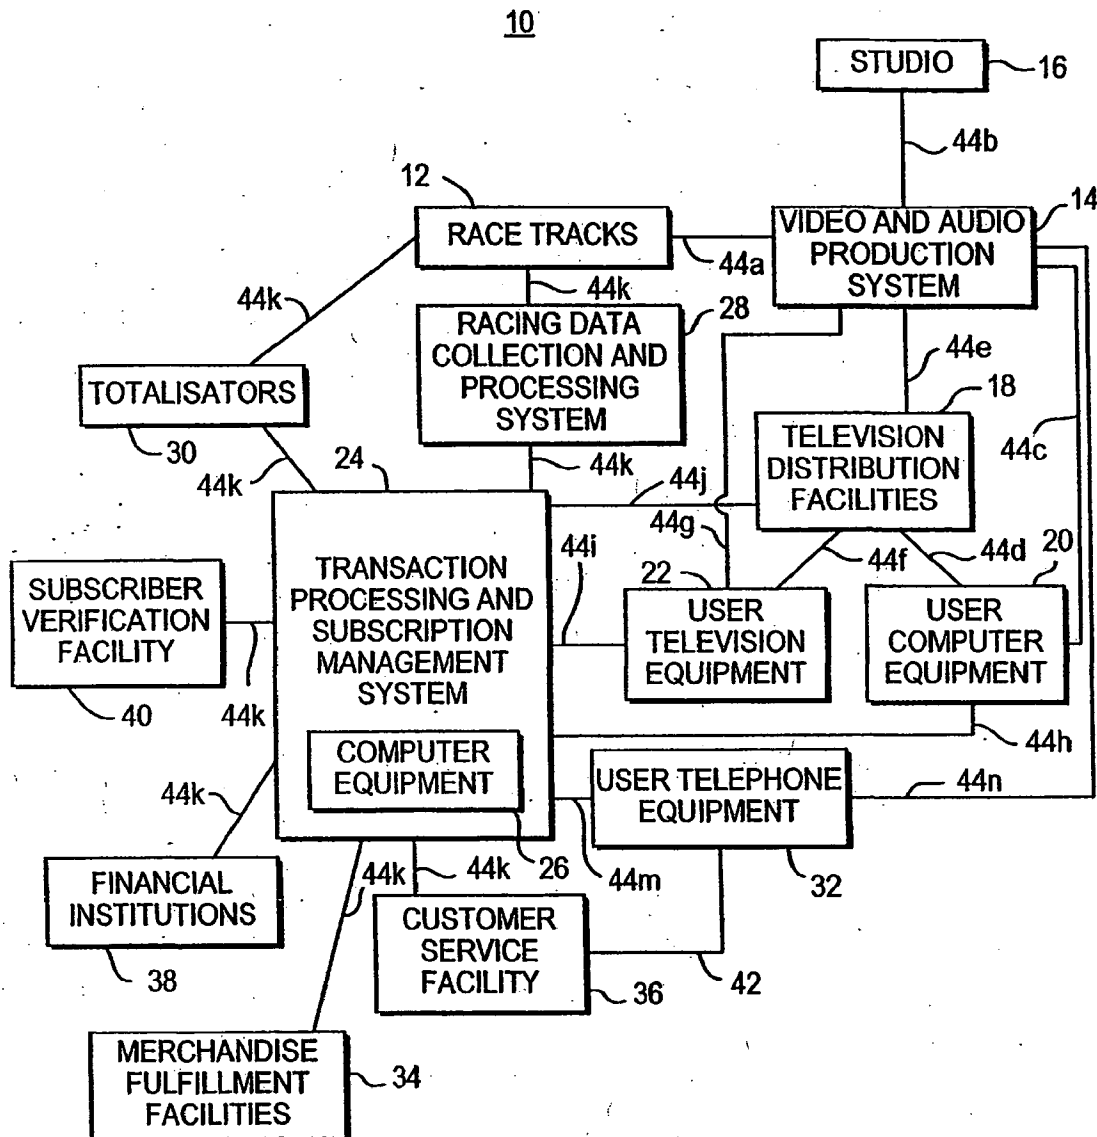 10
STUDIO
16
44b
12
RACE TRACKS
44a
VIDEO AND AUDIO
PRODUCTION
SYSTEM
14
44k
44k
RACING DATA
COLLECTION AND
PROCESSING
SYSTEM
28
44e
18
TOTALISATORS
30
44k
24
44k
TELEVISION
DISTRIBUTION
FACILITIES
44c
44j
44g
44i
44f
44d
20
22
SUBSCRIBER
VERIFICATION
FACILITY
40
44k
TRANSACTION
PROCESSING AND
SUBSCRIPTION
MANAGEMENT
SYSTEM
USER
TELEVISION
EQUIPMENT
USER
COMPUTER
EQUIPMENT
44h
COMPUTER
EQUIPMENT
26
USER TELEPHONE
EQUIPMENT
44n
44m
32
44k
FINANCIAL
INSTITUTIONS
38
44k
44k
CUSTOMER
SERVICE
FACILITY
36
42
MERCHANDISE
FULFILLMENT
FACILITIES
34